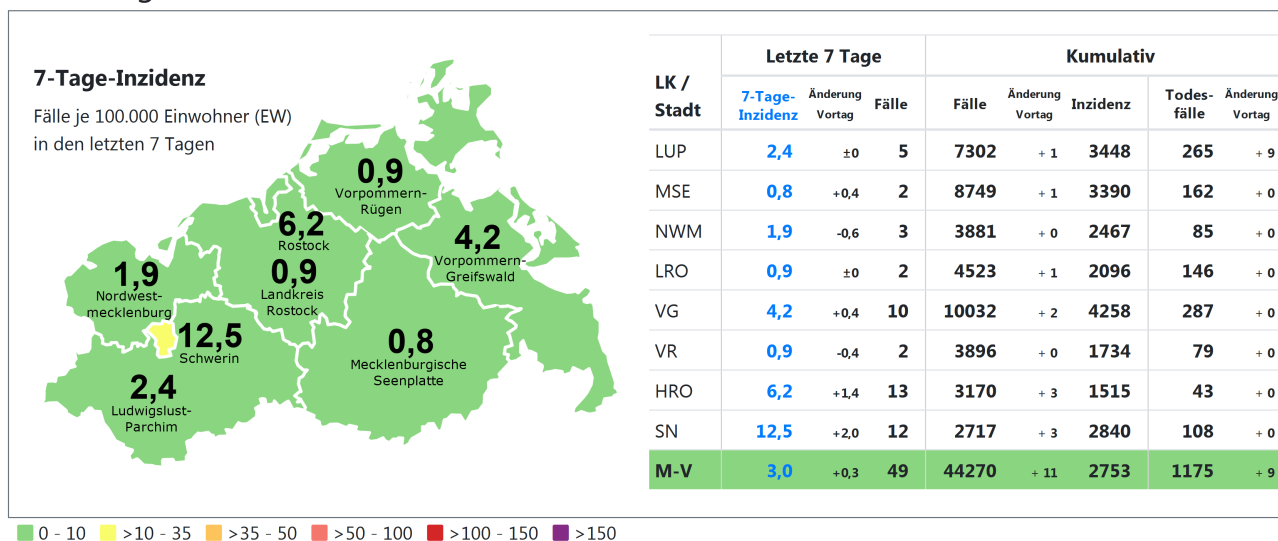 7-Tage-Inzidenz
Fälle je 100.000 Einwohner (EW)
in den letzten 7 Tagen
0,9
Vorpommern-
Rügen
6,2
Rostock
4,2
Vorpommern-
Greifswald
0,9
Landkreis
Rostock
1,9
Nordwest-
mecklenburg
12,5
Schwerin
0,8
Mecklenburgische
Seenplatte
2,4
Ludwigslust-
Parchim
LK / Stadt Letzte 7 Tage Kumulativ
7-Tage-Inzidenz Änderung Vortag Fälle Fälle Änderung Vortag Inzidenz Todes-fälle Änderung Vortag
LUP 2,4 ±0 5 7302 + 1 3448 265 + 9
MSE 0,8 +0,4 2 8749 + 1 3390 162 + 0
NWM 1,9 -0,6 3 3881 + 0 2467 85 + 0
LRO 0,9 ±0 2 4523 + 1 2096 146 + 0
VG 4,2 +0,4 10 10032 + 2 4258 287 + 0
VR 0,9 -0,4 2 3896 + 0 1734 79 + 0
HRO 6,2 +1,4 13 3170 + 3 1515 43 + 0
SN 12,5 +2,0 12 2717 + 3 2840 108 + 0
M-V 3,0 +0,3 49 44270 + 11 2753 1175 + 9
0 - 10 >10 - 35 >35 - 50 >50 - 100 >100 - 150 >150